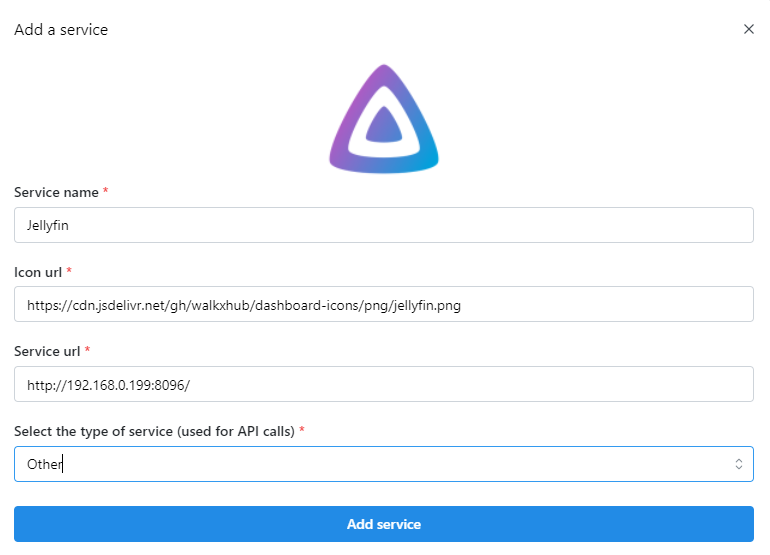 Add a service
Service name *
Jellyfin
Icon url *
https://cdn.jsdelivr.net/gh/walkxhub/dashboard-icons/png/jellyfin.png
Service url *
http://192.168.0.199:8096/
Select the type of service (used for API calls) *
Other
Add service